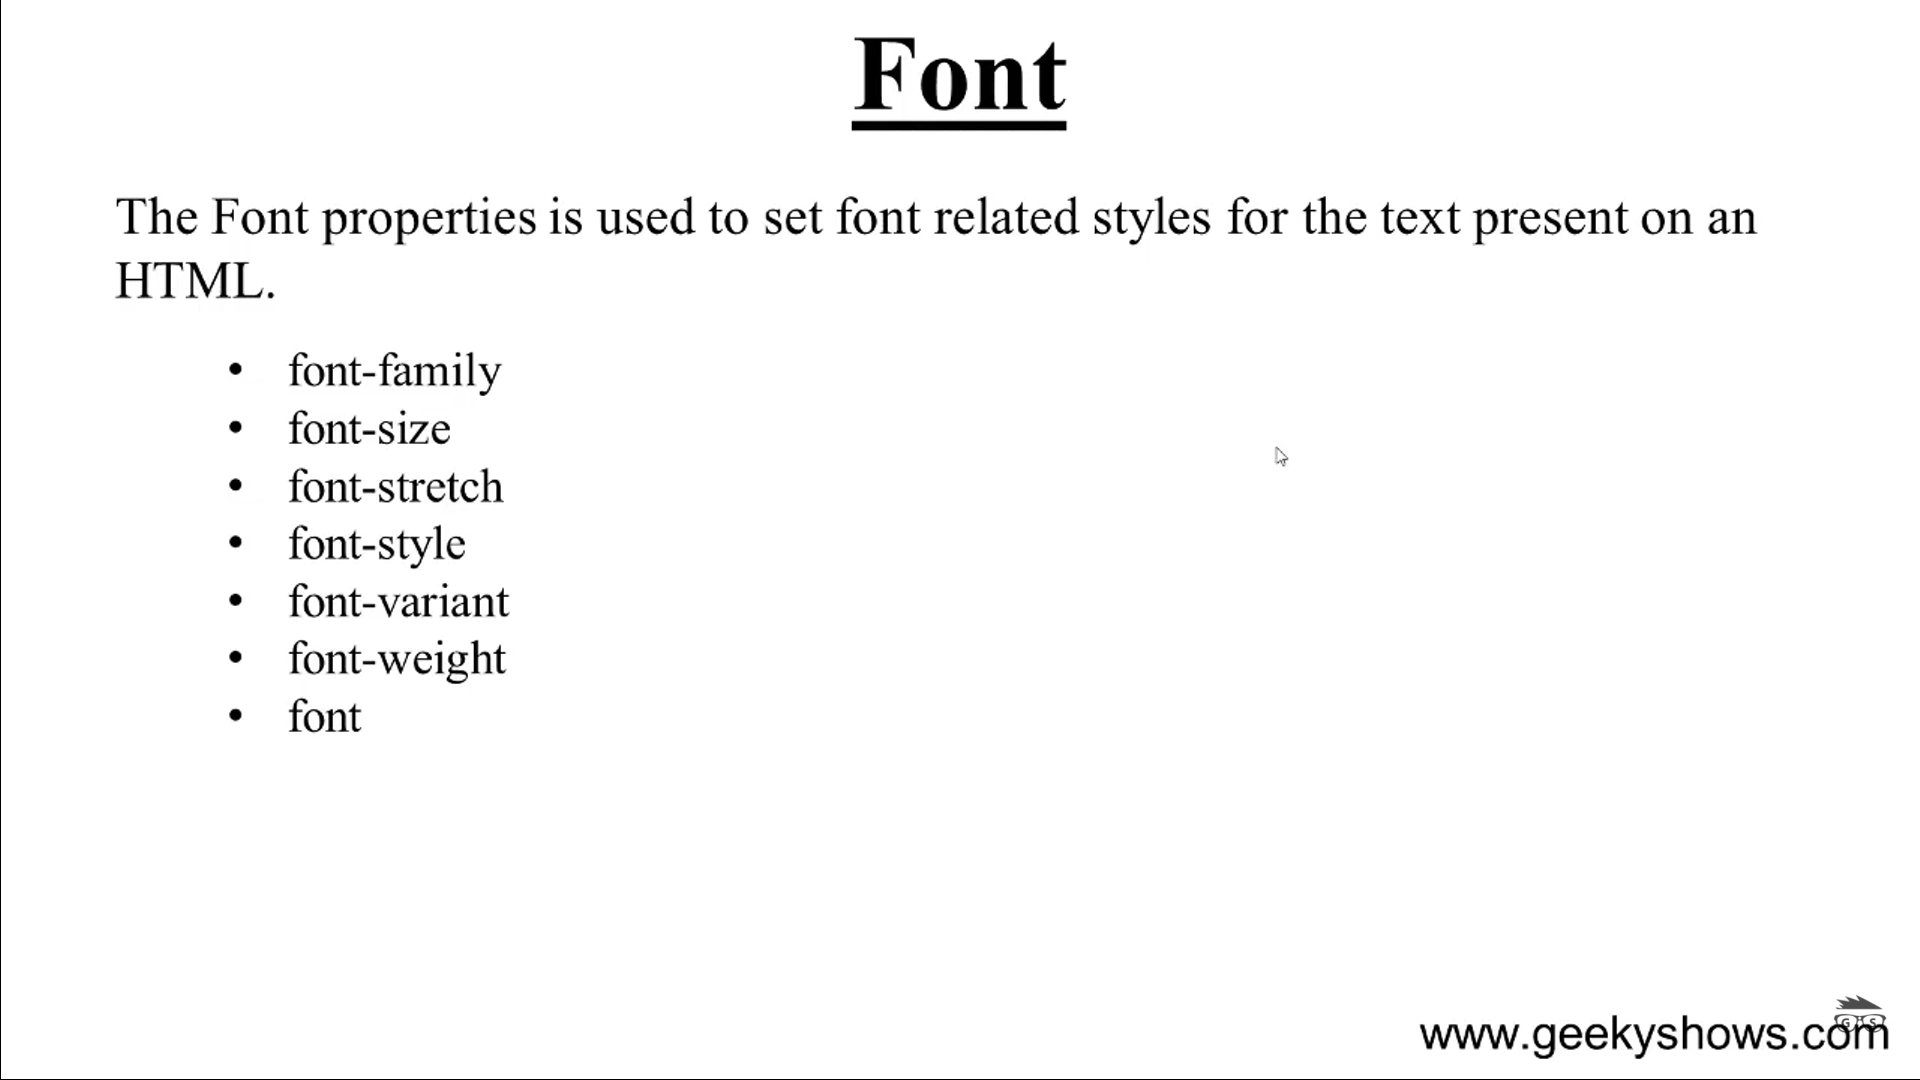 Font
The Font properties is used to set font related styles for the text present on an
HTML.
• font-family
• font-size
• font-stretch
• font-style
• font-variant
• font-weight
• font
G S
www.geekyshows.com